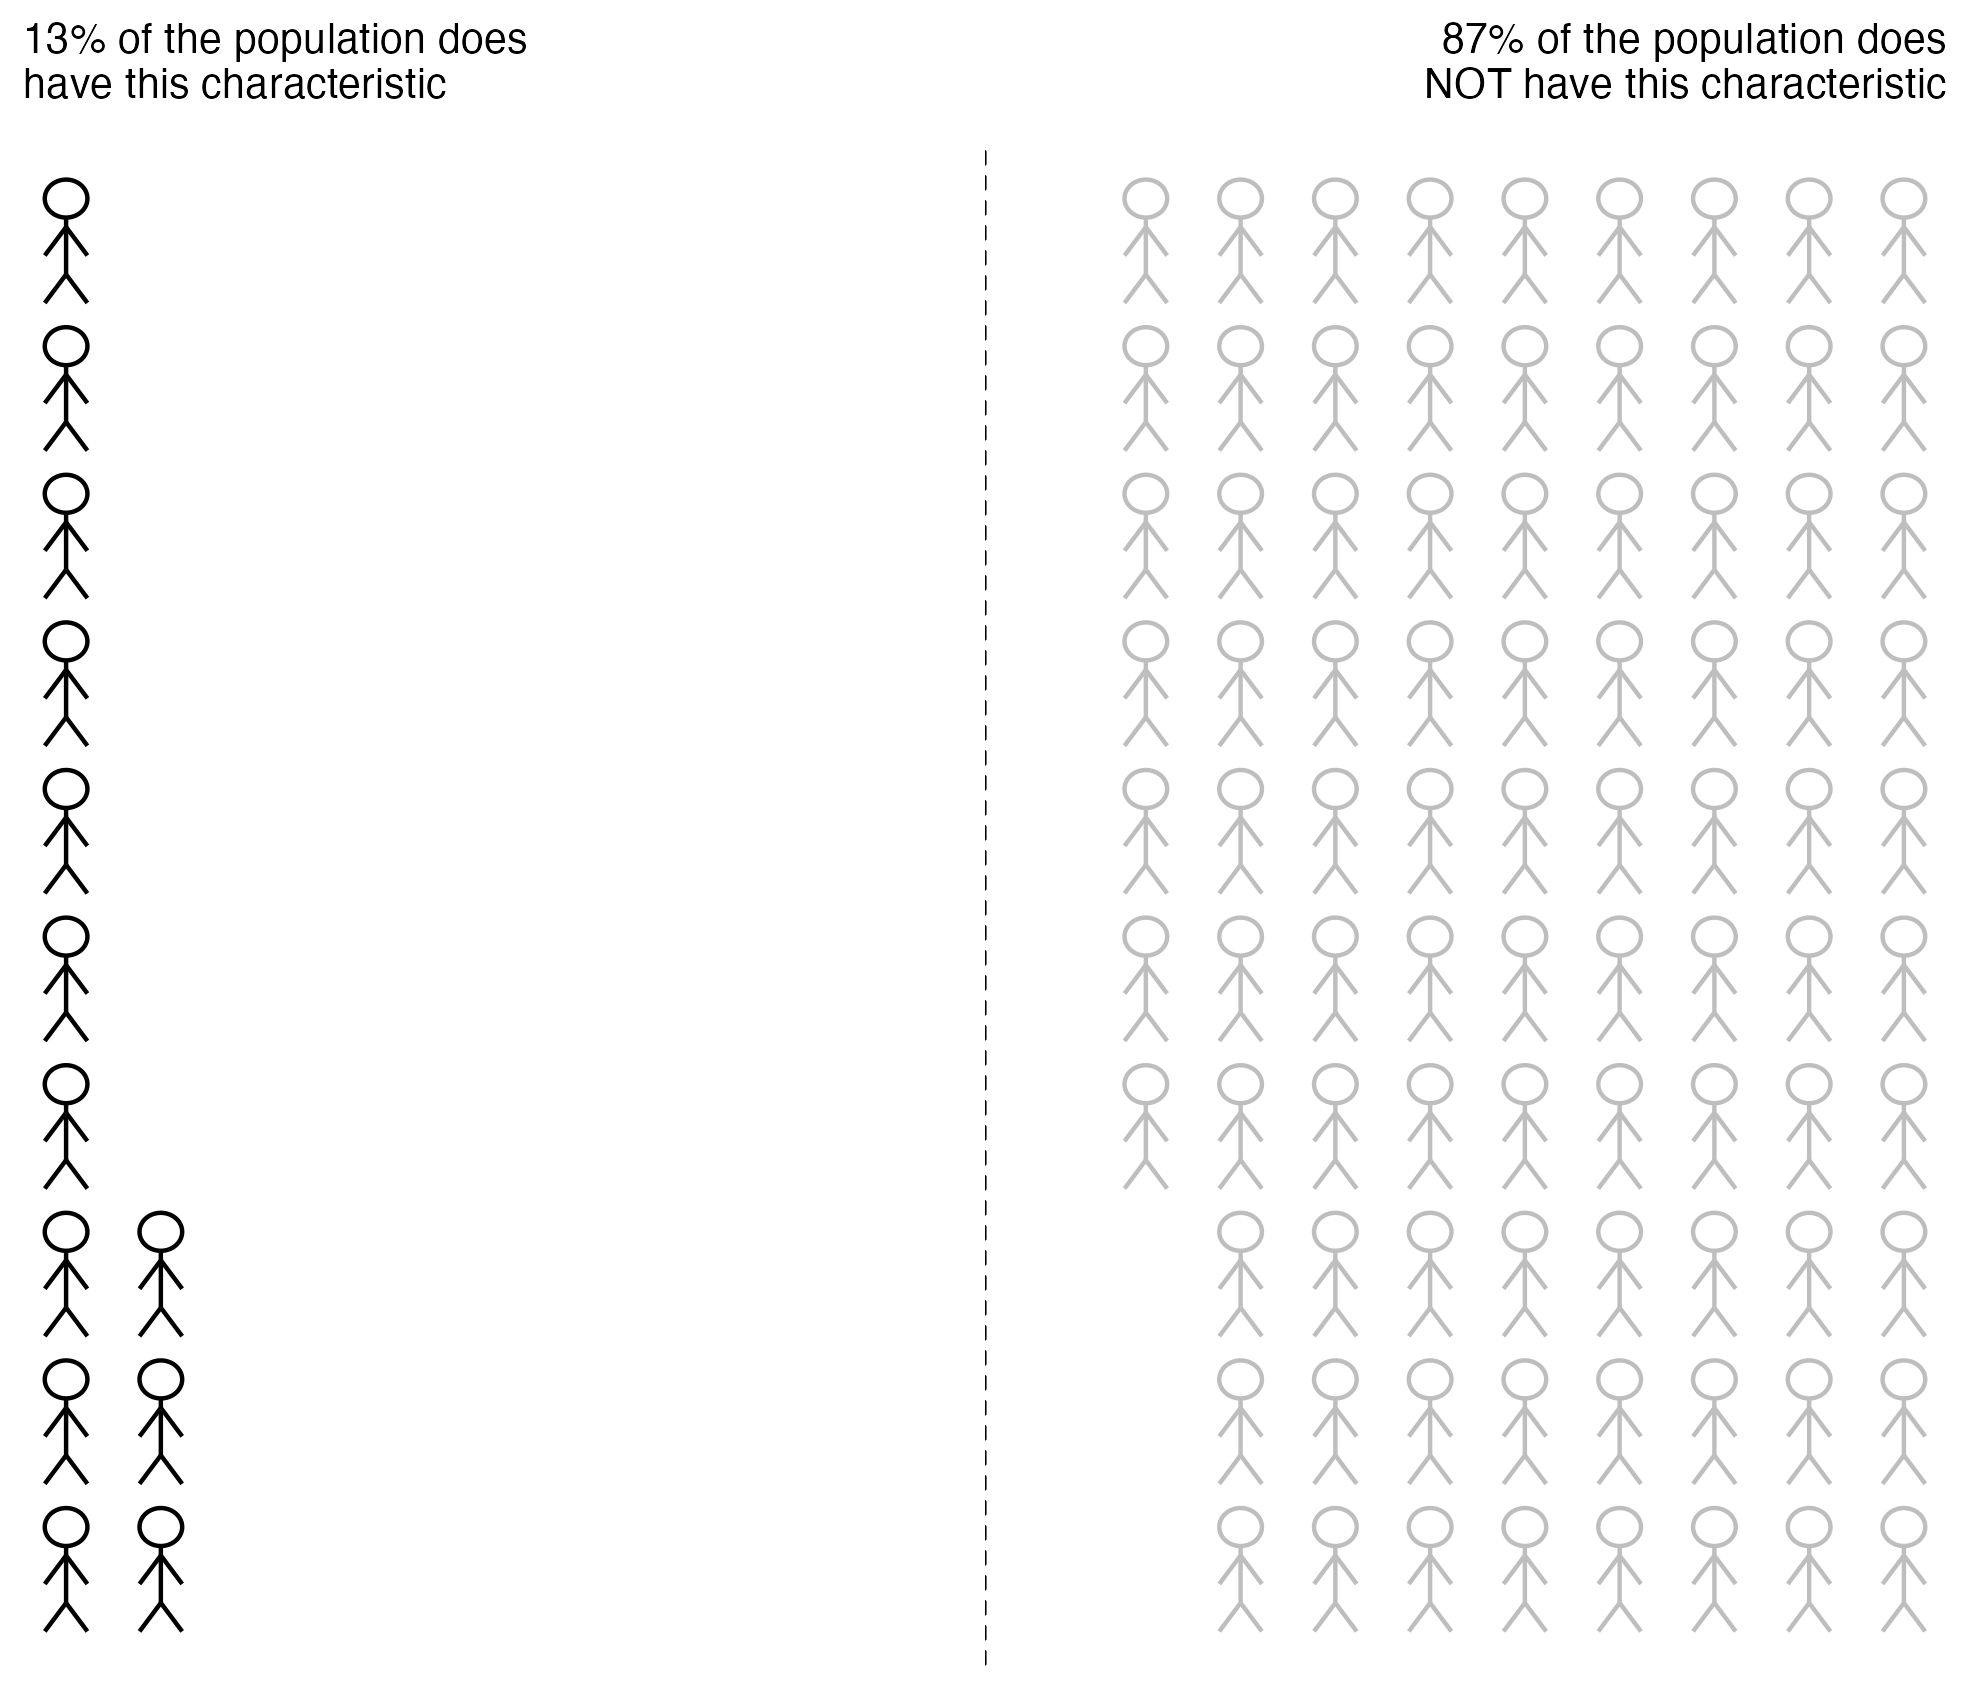 13% of the population does
have this characteristic
87% of the population does
NOT have this characteristic